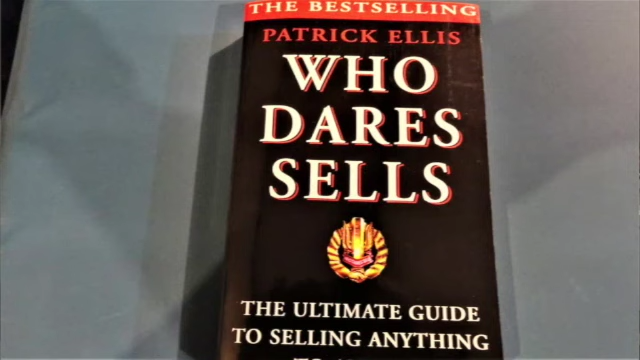 THE BESTSELLING
PATRICK ELLIS
WHO
DARES
SELLS
THE ULTIMATE GUIDE
TO SELLING ANYTHING